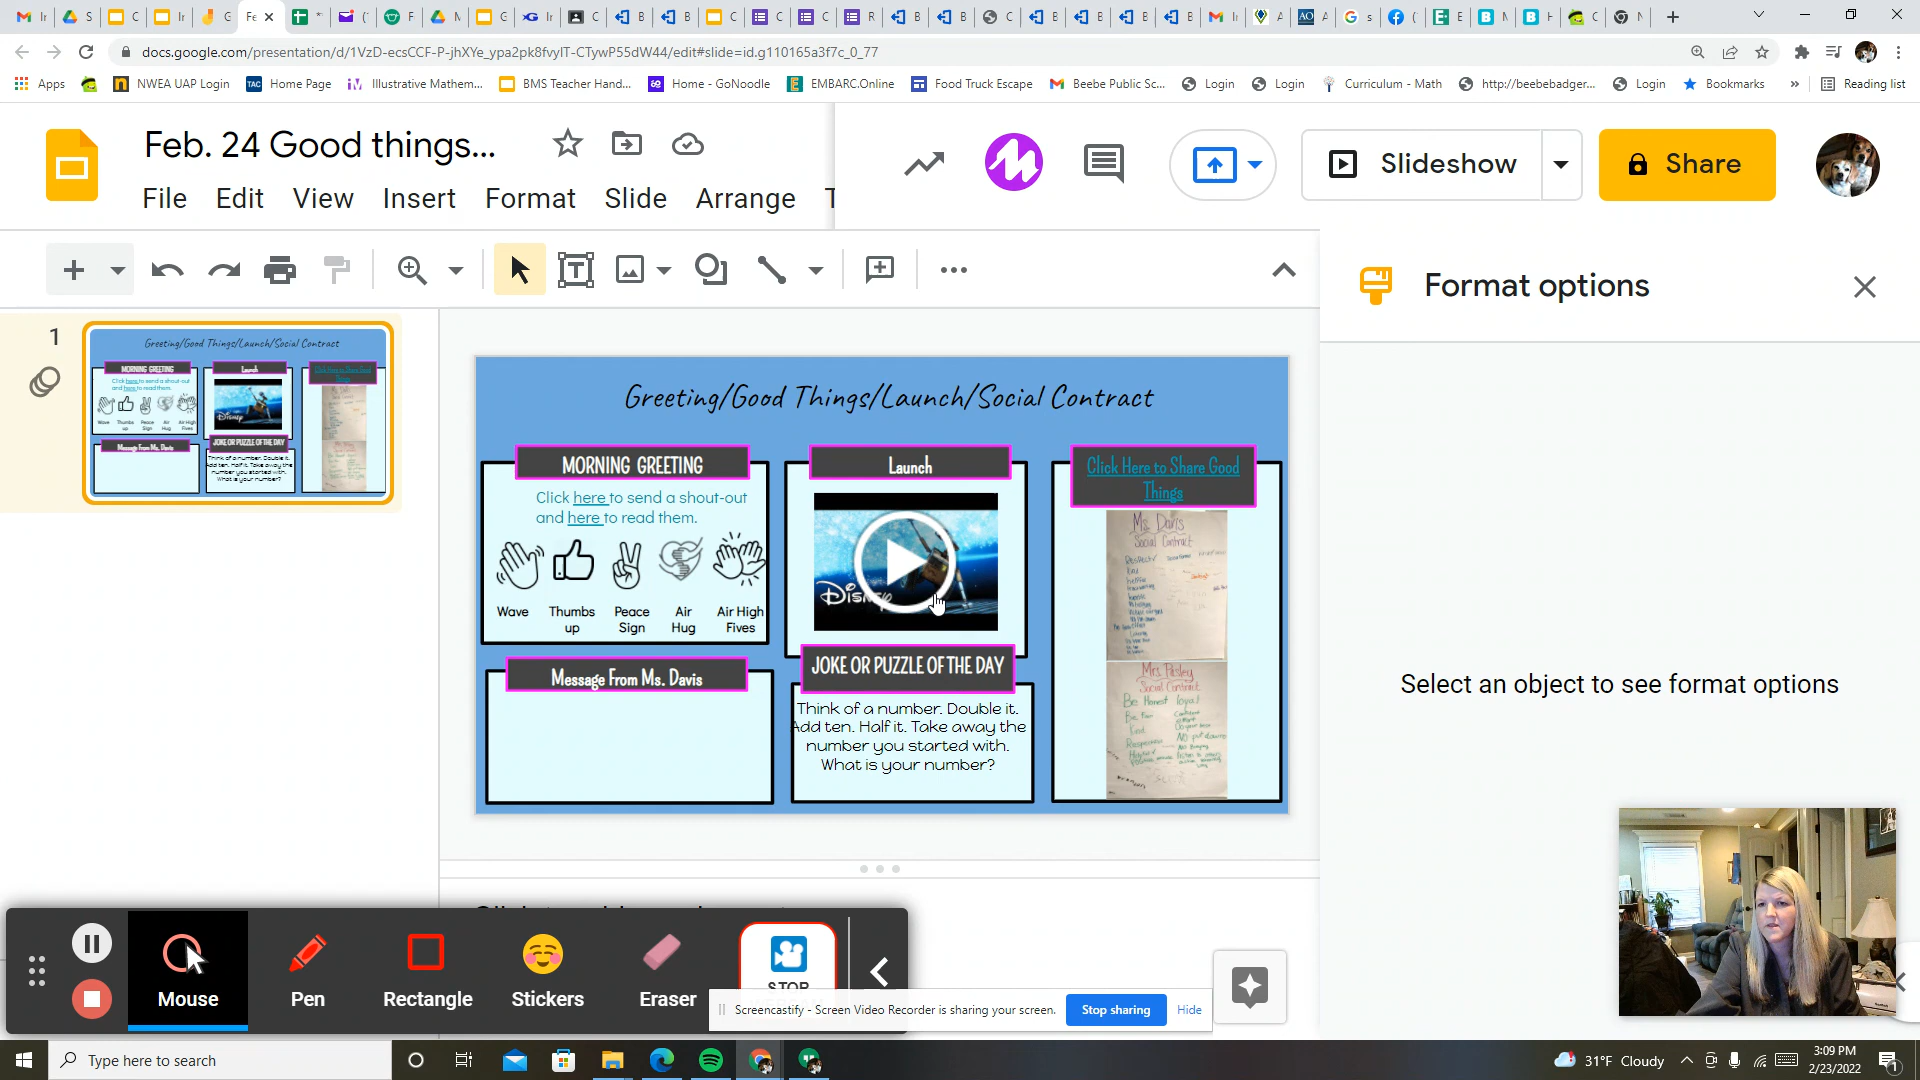 docs.google.com/presentation/d/1VzD-ecsCCF-P-jhXYe_ypa2pk8fvylT-CTywP55dW44/edit#slide=id.g110165a3f7c_0_77
Apps
NWEA UAP Login
Home Page
Illustrative Mathem...
BMS Teacher Hand...
Home - GoNoodle
EMBARC.Online
Food Truck Escape
Beebe Public Sc...
Login
Login
Curriculum - Math
http://beebebadger...
Login
Bookmarks
Reading list
Feb. 24 Good things...
Slideshow
Share
File Edit View Insert Format Slide Arrange T
Format options
1
Greeting/Good Things/Launch/Social Contract
MORNING GREETING
Click here to send a shout-out
and here to read them.
Wave
Thumbs
up
Peace
Sign
Air
Hug
Air High
Fives
Message From Ms. Davis
Launch
Disney
JOKE OR PUZZLE OF THE DAY
Think of a number. Double it.
Add ten. Half it. Take away the
number you started with.
What is your number?
Click Here to Share Good
Things
Ms. Davis
Social Contract
Mrs. Pasley
Social Contract
Be Honest loyal
Select an object to see format options
Mouse
Pen
Rectangle
Stickers
Eraser
STOP
Screencastify - Screen Video Recorder is sharing your screen.
Stop sharing
Hide
Type here to search
31°F Cloudy
3:09 PM
2/23/2022
1